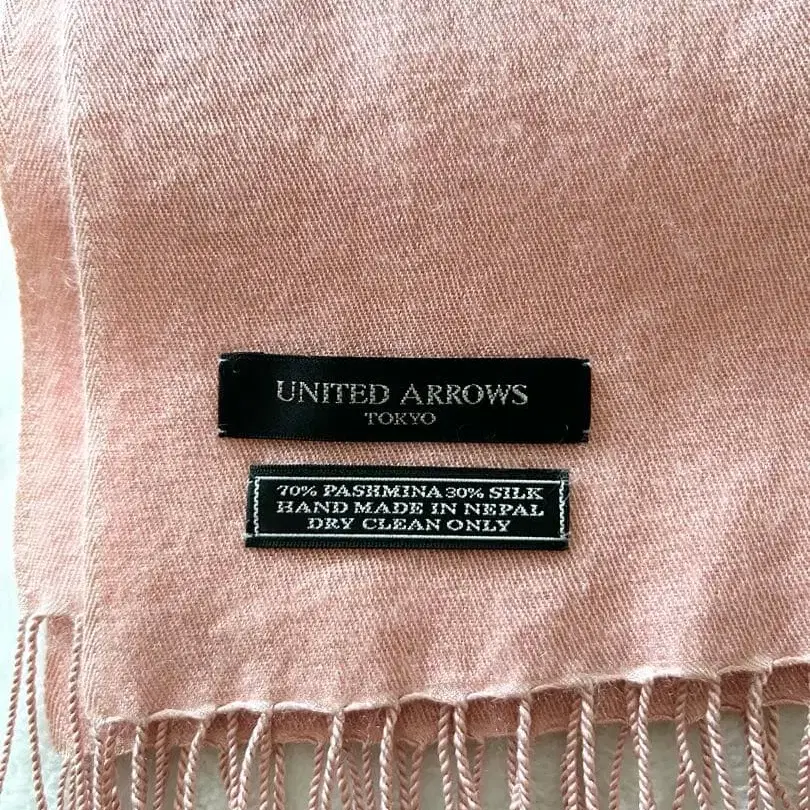 UNITED ARROWS
TOKYO
70% PASHMINA 30% SILK
HAND MADE IN NEPAL
DRY CLEAN ONLY